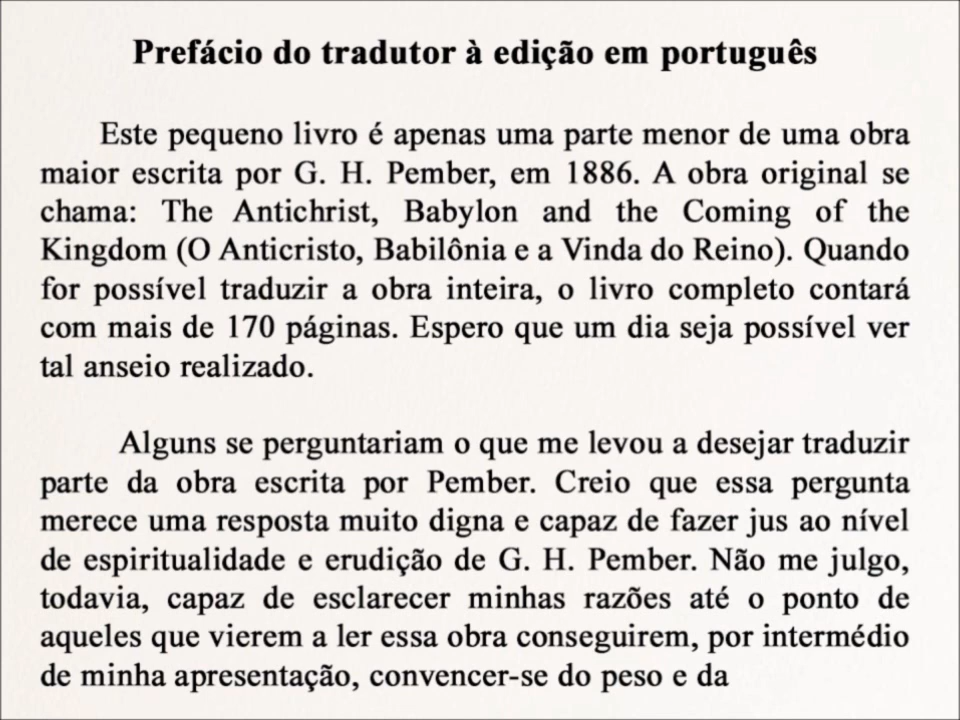 Prefácio do tradutor à edição em português
Este pequeno livro é apenas uma parte menor de uma obra
maior escrita por G. H. Pember, em 1886. A obra original se
chama: The Antichrist, Babylon and the Coming of the
Kingdom (O Anticristo, Babilônia e a Vinda do Reino). Quando
for possível traduzir a obra inteira, o livro completo contará
com mais de 170 páginas. Espero que um dia seja possível ver
tal anseio realizado.
Alguns se perguntariam o que me levou a desejar traduzir
parte da obra escrita por Pember. Creio que essa pergunta
merece uma resposta muito digna e capaz de fazer jus ao nível
de espiritualidade e erudição de G. H. Pember. Não me julgo,
todavia, capaz de esclarecer minhas razões até o ponto de
aqueles que vierem a ler essa obra conseguirem, por intermédio
de minha apresentação, convencer-se do peso e da